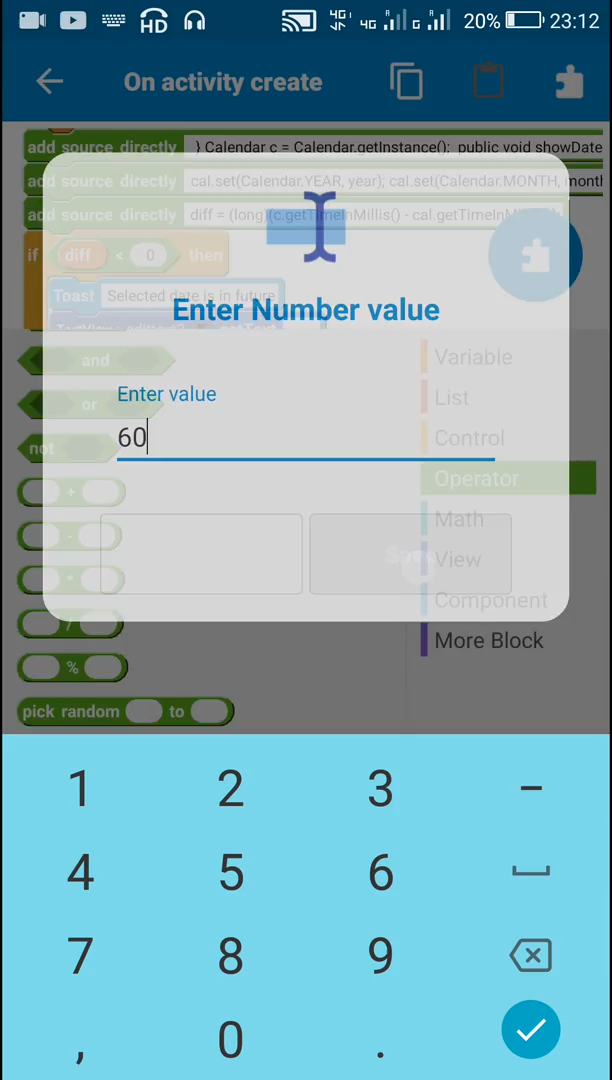 HD 4G 4G R G R 20% 23:12
On activity create
add source directly } Calendar c = Calendar.getInstance(); public void showDate
add source directly cal.set(Calendar.YEAR, year); cal.set(Calendar.MONTH, month
add source directly diff = (long)(c.getTimeInMillis() - cal.getTimeInM
if diff < 0 then
Toast Selected date is in future
Enter Number value
and
Variable
Enter value
or
List
60
not
Control
+
Operator
-
Math
*
View
Component
/
More Block
%
pick random to
1 2 3 −
4 5 6
7 8 9
, 0 .